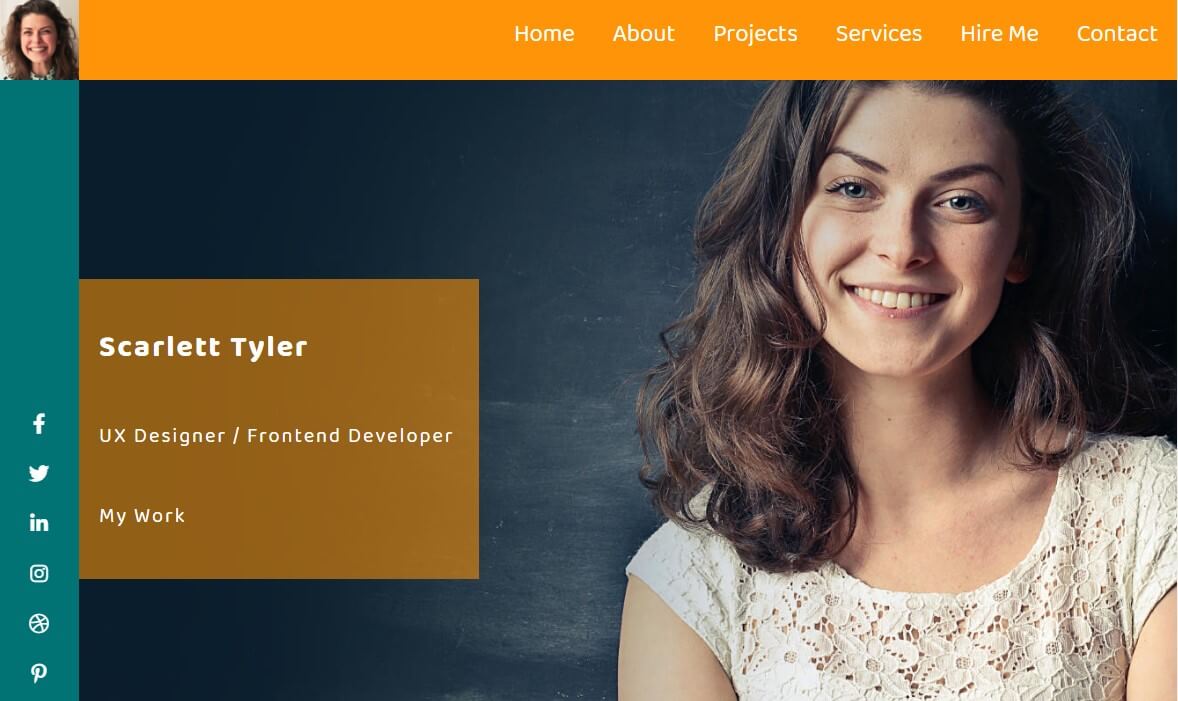 Home About Projects Services Hire Me Contact
Scarlett Tyler
UX Designer / Frontend Developer
My Work